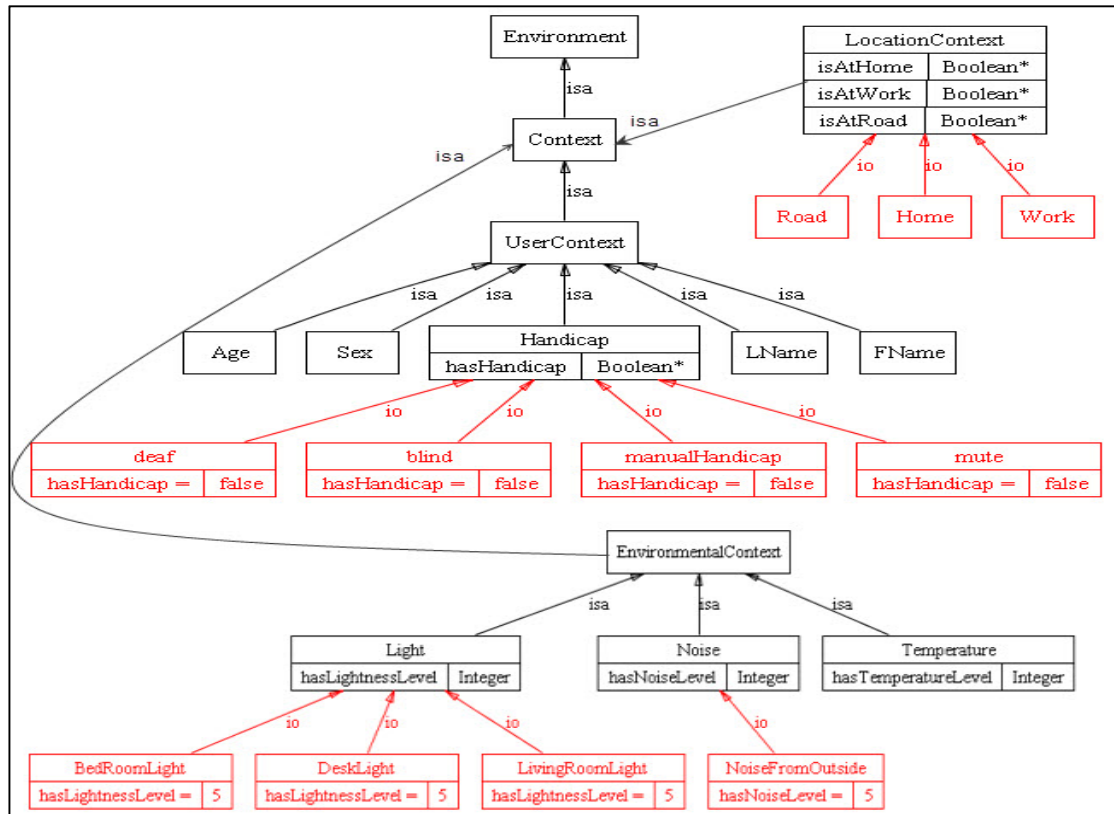 Environment
LocationContext
isAtHome Boolean*
isAtWork Boolean*
isAtRoad Boolean*
isa
isa
isa
Context
io io io
Road Home Work
isa
UserContext
isa isa isa isa isa
Age Sex Handicap LName FName
hasHandicap Boolean*
io io io io
deaf blind manualHandicap mute
hasHandicap = false hasHandicap = false hasHandicap = false hasHandicap = false
EnvironmentalContext
isa isa isa
Light Noise Temperature
hasLightnessLevel Integer hasNoiseLevel Integer hasTemperatureLevel Integer
io io io io
BedRoomLight DeskLight LivingRoomLight NoiseFromOutside
hasLightnessLevel = 5 hasLightnessLevel = 5 hasLightnessLevel = 5 hasNoiseLevel = 5